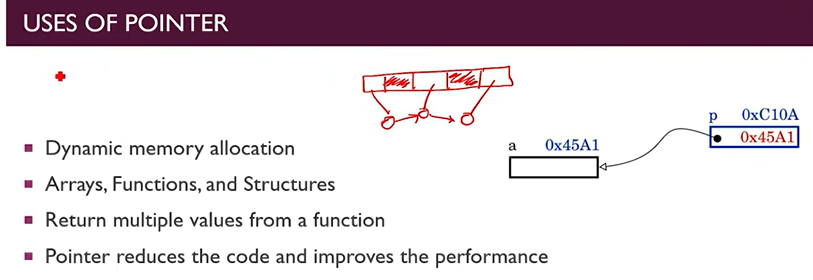 USES OF POINTER
p 0xC10A
0x45A1
a 0x45A1
Dynamic memory allocation
Arrays, Functions, and Structures
Return multiple values from a function
Pointer reduces the code and improves the performance